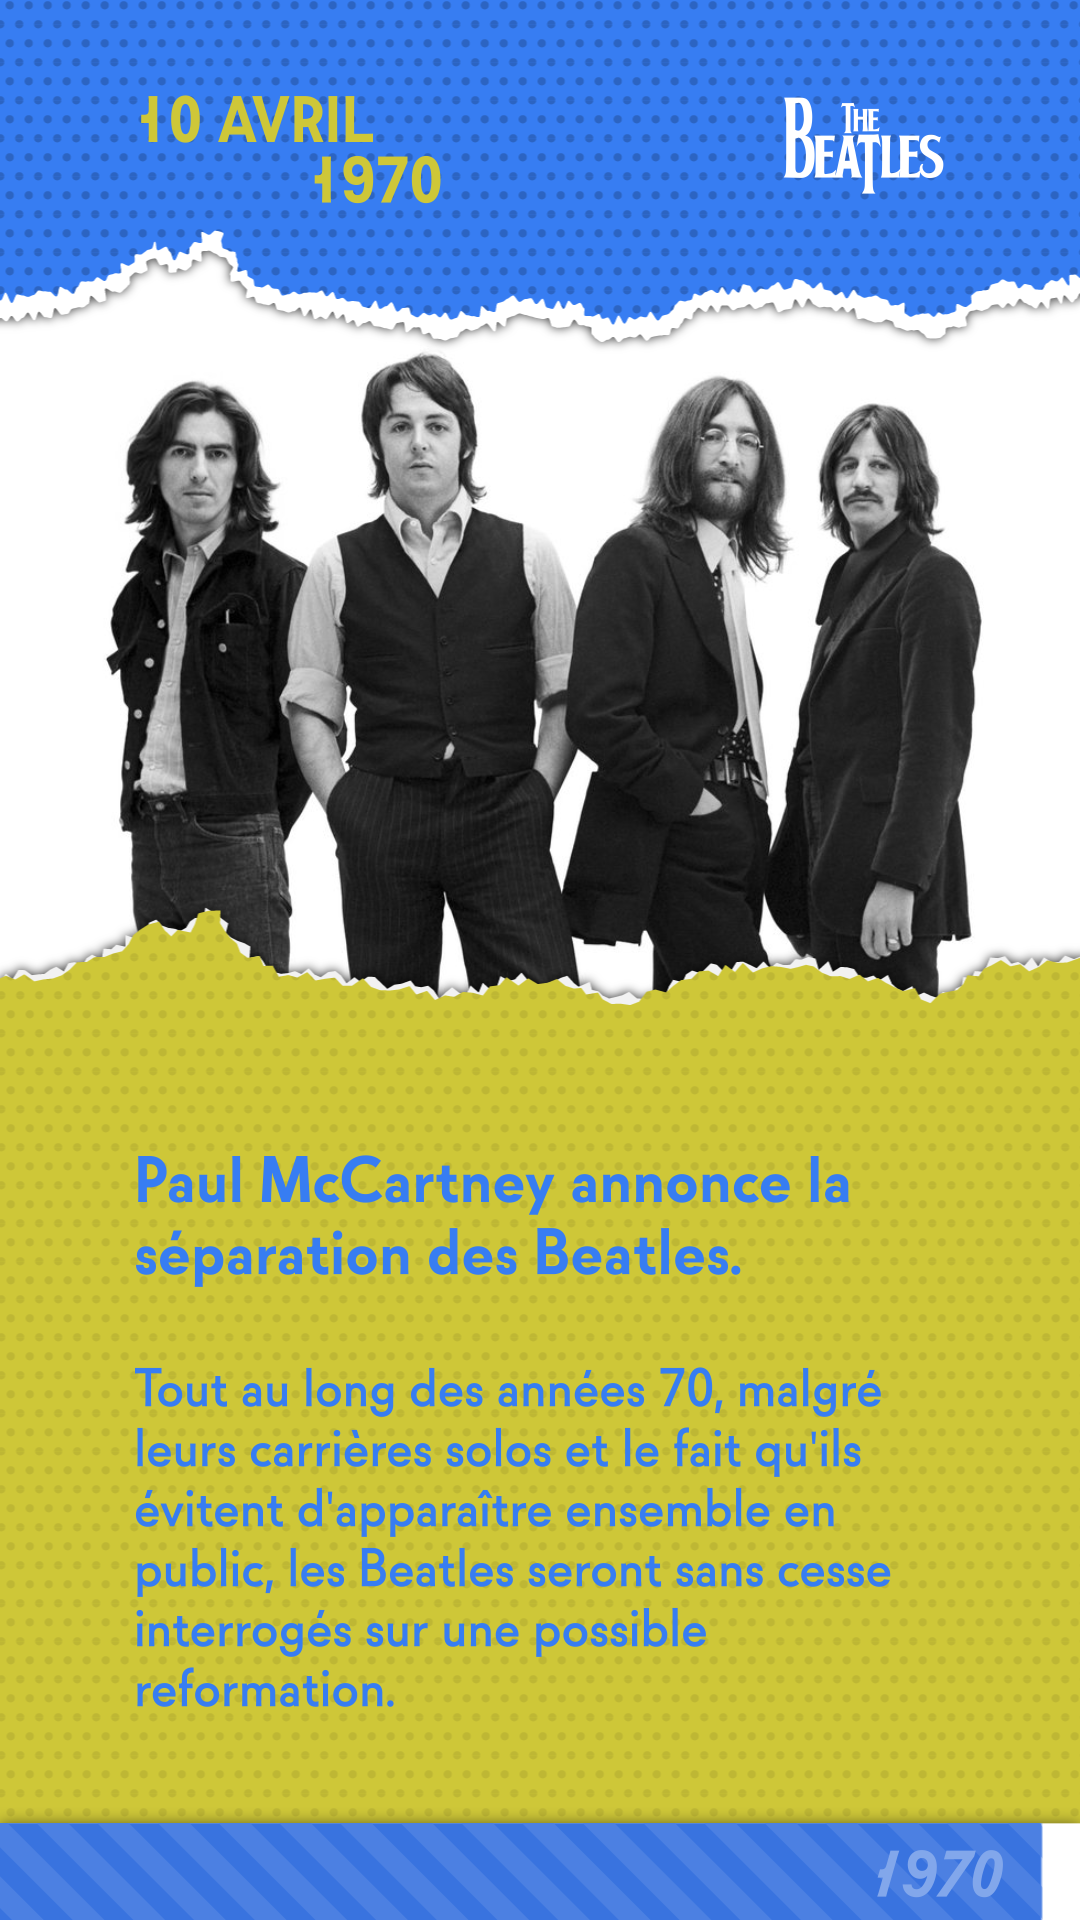 10 AVRIL
1970
THE
BEATLES
Paul McCartney annonce la
séparation des Beatles.
Tout au long des années 70, malgré
leurs carrières solos et le fait qu'ils
évitent d'apparaître ensemble en
public, les Beatles seront sans cesse
interrogés sur une possible
reformation.
1970